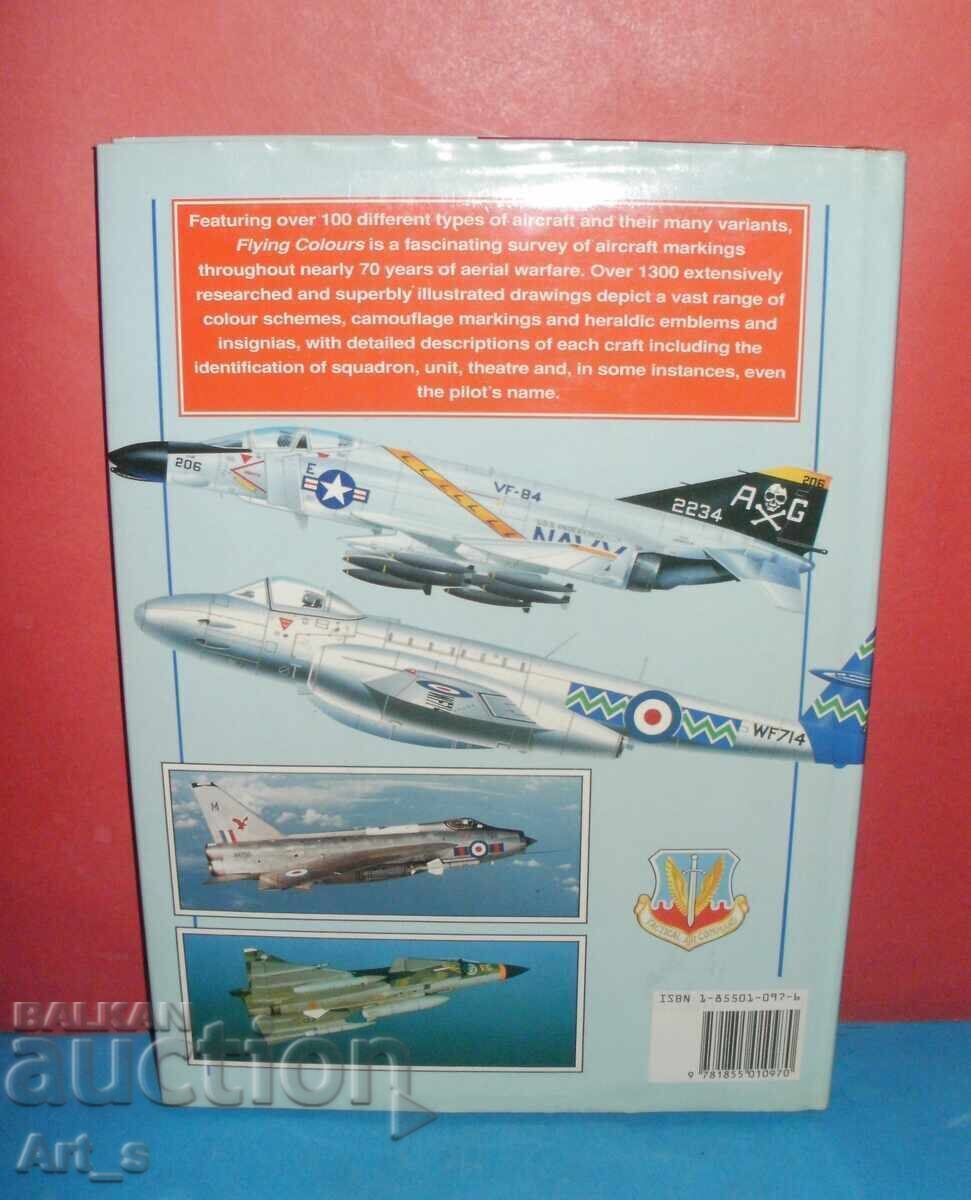 Featuring over 100 different types of aircraft and their many variants,
Flying Colours is a fascinating survey of aircraft markings
throughout nearly 70 years of aerial warfare. Over 1300 extensively
researched and superbly illustrated drawings depict a vast range of
colour schemes, camouflage markings and heraldic emblems and
insignias, with detailed descriptions of each craft including the
identification of squadron, unit, theatre and, in some instances, even
the pilot's name.
206
E
VF-84
NAVY
2234
A G
206
WF714
M
TACTICAL AIR COMMAND
ISBN 1-85501-097-6
9 781855 010970
BALKAN
auction
Art_s